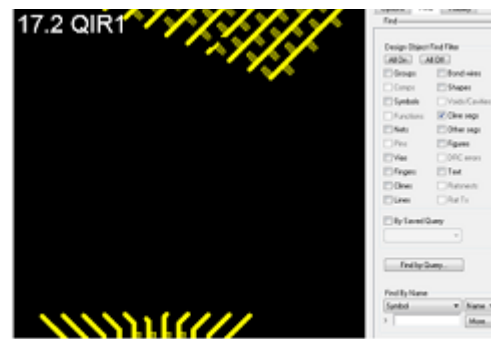 17.2 QIR1
Find
Design Object Find Filter
All On All Off
Groups Bond wires
Comps Shapes
Symbols Voids/Cavities
Functions Cline segs
Nets Other segs
Pins Figures
Vias DRC errors
Fingers Text
Clines Ratsnests
Lines Rat Ts
By Saved Query
Find by Query...
Find By Name
Symbol Name
> More...